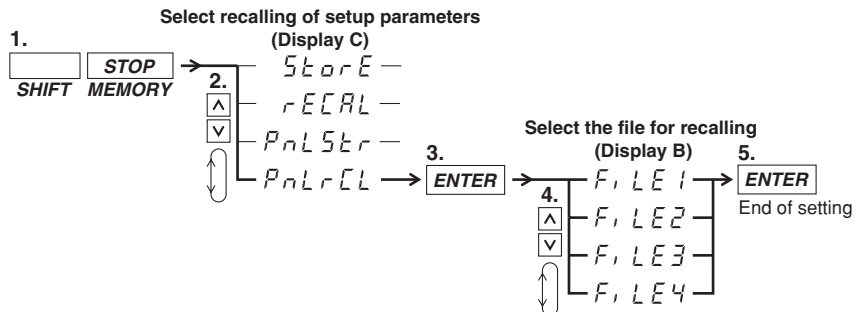 Select recalling of setup parameters
(Display C)
1.
STOP
SHIFT MEMORY
2.
StorE
rECAL
PnLStr
PnLrCL
3.
ENTER
Select the file for recalling
(Display B)
4.
FiLE1
FiLE2
FiLE3
FiLE4
5.
ENTER
End of setting